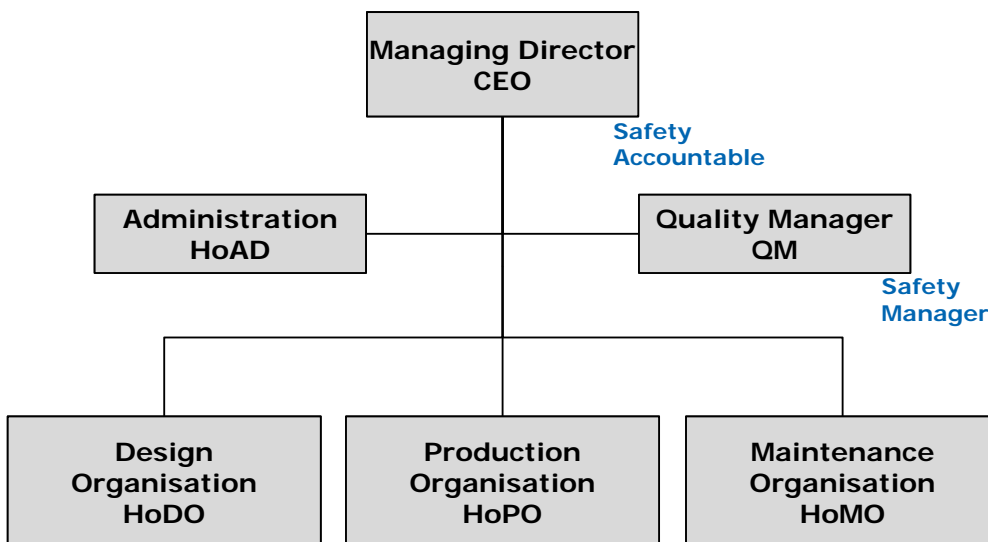 Managing Director
CEO
Safety
Accountable
Administration
HoAD
Quality Manager
QM
Safety
Manager
Design
Organisation
HoDO
Production
Organisation
HoPO
Maintenance
Organisation
HoMO